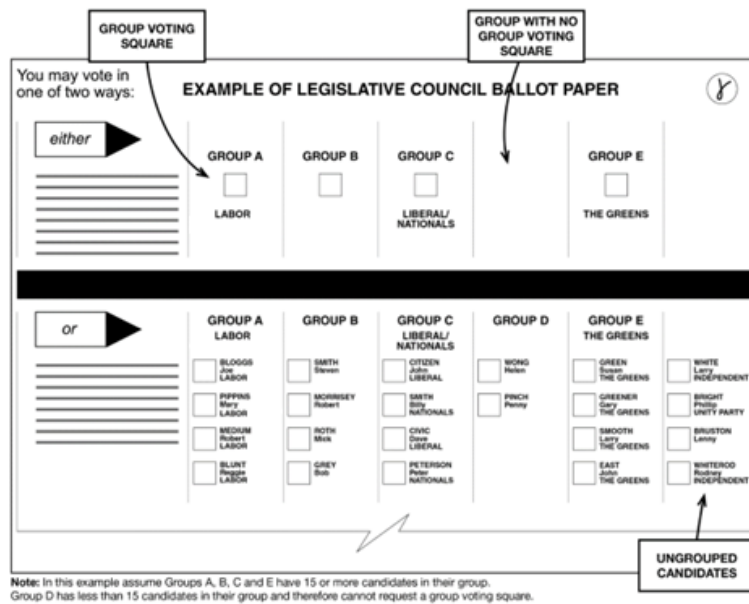 GROUP VOTING
SQUARE
GROUP WITH NO
GROUP VOTING
SQUARE
You may vote in
one of two ways:
EXAMPLE OF LEGISLATIVE COUNCIL BALLOT PAPER
either
GROUP A
GROUP B
GROUP C
GROUP E
LABOR
LIBERAL/
NATIONALS
THE GREENS
or
GROUP A
LABOR
GROUP B
GROUP C
LIBERAL/
NATIONALS
GROUP D
GROUP E
THE GREENS
BLOGGS
Joe
LABOR
SMITH
Steven
CITIZEN
John
LIBERAL
WONG
Helen
GREEN
Susan
THE GREENS
WHITE
Larry
INDEPENDENT
PIPPINS
Mary
LABOR
MORRISEY
Robert
SMITH
Billy
NATIONALS
PINCH
Penny
GREENER
Gary
THE GREENS
BRIGHT
Phillip
UNITY PARTY
MEDIUM
Robert
LABOR
ROTH
Mick
CIVIC
Dave
LIBERAL
SMOOTH
Larry
THE GREENS
BRUSTON
Lenny
BLUNT
Reggie
LABOR
GREY
Bob
PETERSON
Peter
NATIONALS
EAST
John
THE GREENS
WHITEROD
Rodney
INDEPENDENT
UNGROUPED
CANDIDATES
Note: In this example assume Groups A, B, C and E have 15 or more candidates in their group.
Group D has less than 15 candidates in their group and therefore cannot request a group voting square.